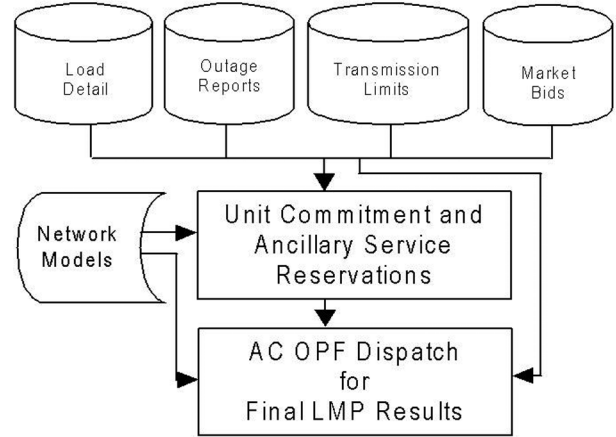 Load
Detail
Outage
Reports
Transmission
Limits
Market
Bids
Network
Models
Unit Commitment and
Ancillary Service
Reservations
AC OPF Dispatch
for
Final LMP Results